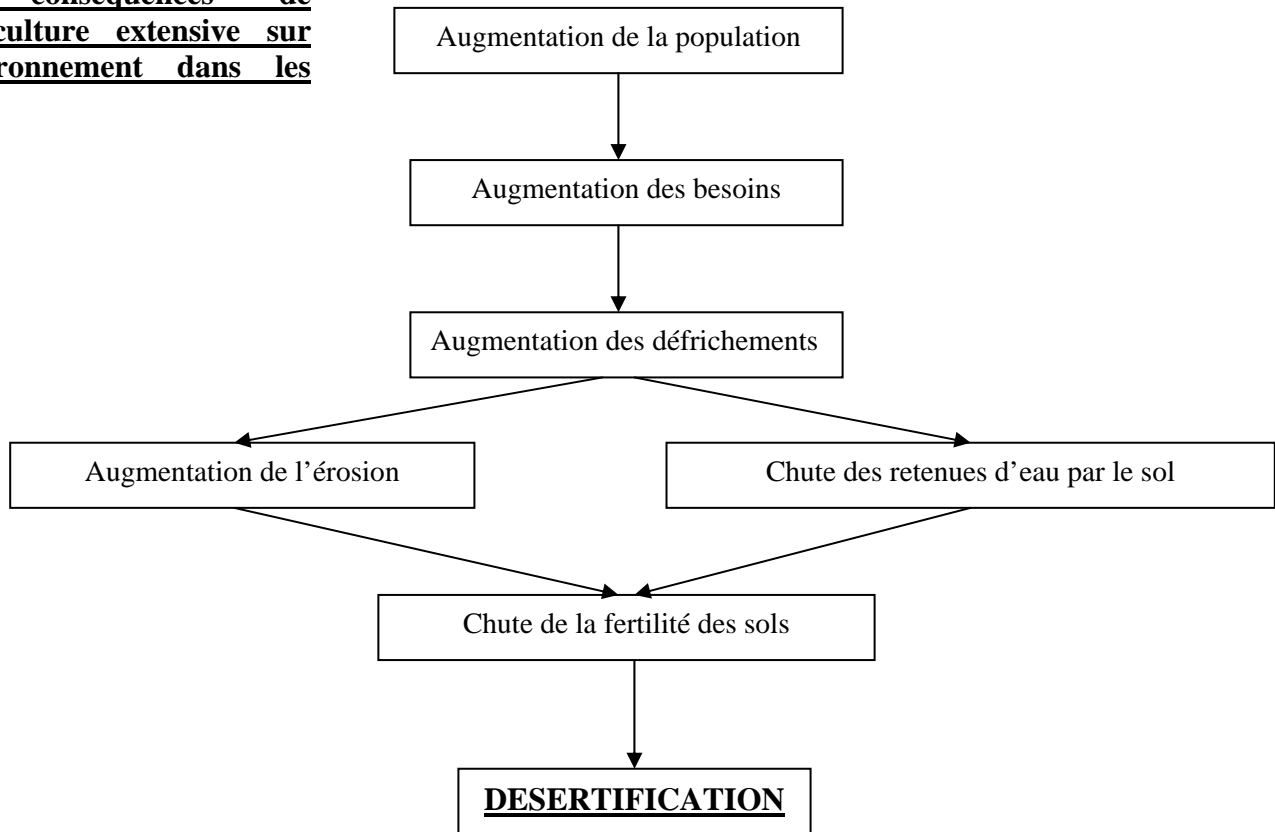 conséquences de
culture extensive sur
dans les
Augmentation de la population
Augmentation des besoins
Augmentation des défrichements
Augmentation de l’érosion
Chute des retenues d’eau par le sol
Chute de la fertilité des sols
DESERTIFICATION